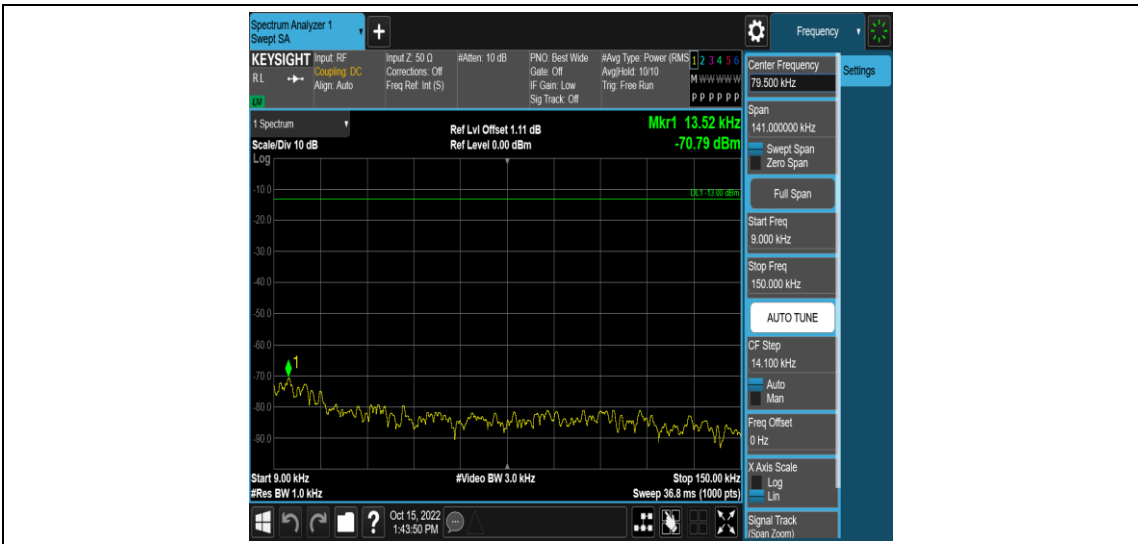 Spectrum Analyzer 1
Swept SA
+
Frequency
KEYSIGHT
RL
LXI
Input: RF
Coupling: DC
Align: Auto
Input Z: 50 Ω
Corrections: Off
Freq Ref: Int (S)
#Atten: 10 dB
PNO: Best Wide
Gate: Off
IF Gain: Low
Sig Track: Off
#Avg Type: Power (RMS
Avg|Hold: 10/10
Trig: Free Run
1 2 3 4 5 6
M W W W W W
P P P P P P
1 Spectrum
Scale/Div 10 dB
Log
Ref Lvl Offset 1.11 dB
Ref Level 0.00 dBm
Mkr1 13.52 kHz
-70.79 dBm
DL1 -13.00 dBm
-10.0
-20.0
-30.0
-40.0
-50.0
-60.0
-70.0
-80.0
-90.0
1
Start 9.00 kHz
#Res BW 1.0 kHz
#Video BW 3.0 kHz
Stop 150.00 kHz
Sweep 36.8 ms (1000 pts)
?
Oct 15, 2022
1:43:50 PM
Center Frequency
79.500 kHz
Settings
Span
141.000000 kHz
Swept Span
Zero Span
Full Span
Start Freq
9.000 kHz
Stop Freq
150.000 kHz
AUTO TUNE
CF Step
14.100 kHz
Auto
Man
Freq Offset
0 Hz
X Axis Scale
Log
Lin
Signal Track
(Span Zoom)